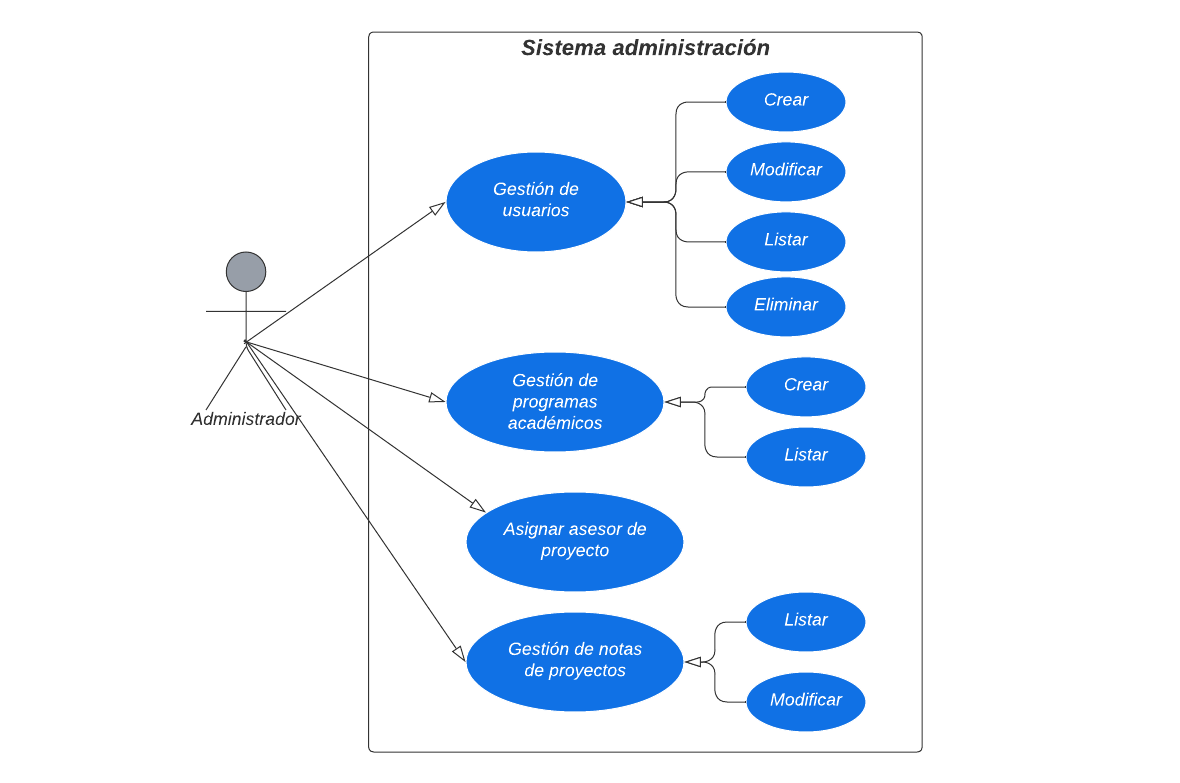 Sistema administración
Crear
Modificar
Gestión de
usuarios
Listar
Eliminar
Administrador
Gestión de
programas
académicos
Crear
Listar
Asignar asesor de
proyecto
Gestión de notas
de proyectos
Listar
Modificar